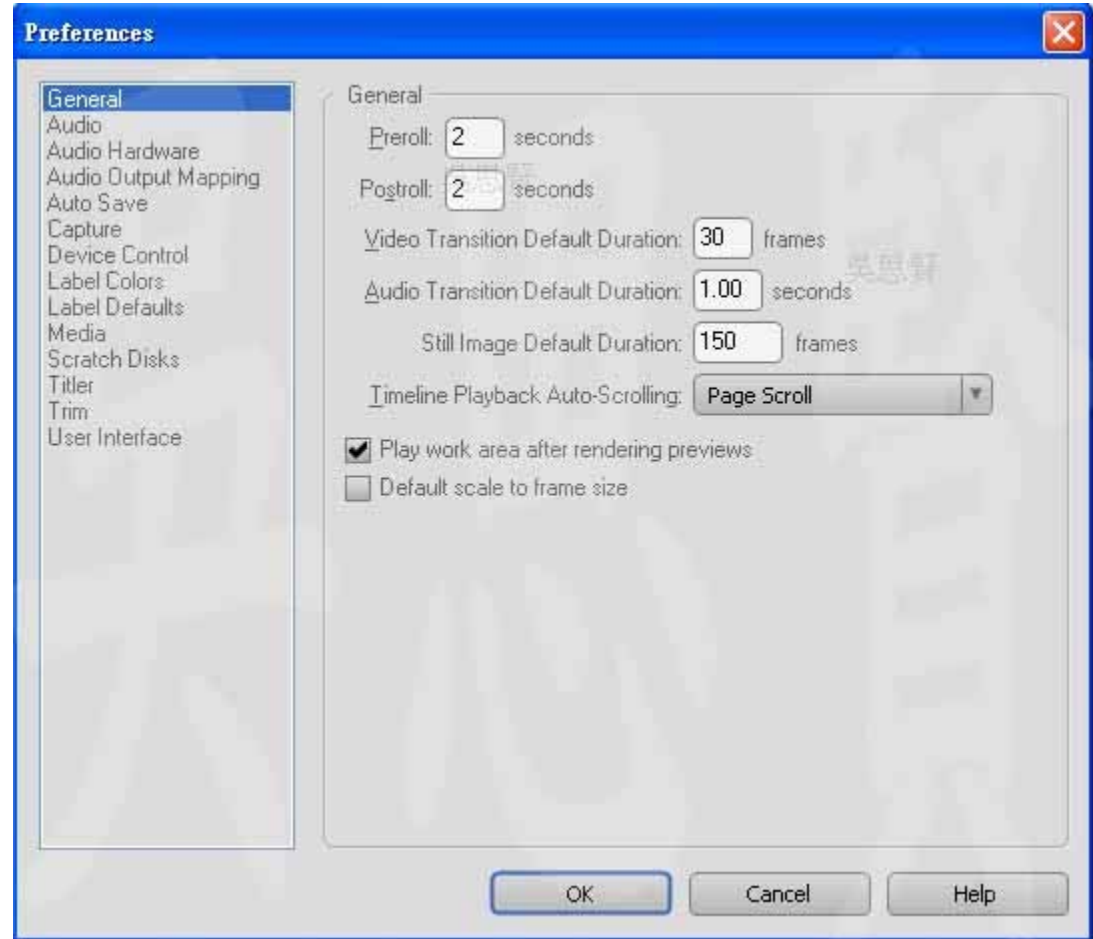 Preferences
General
Audio
Audio Hardware
Audio Output Mapping
Auto Save
Capture
Device Control
Label Colors
Label Defaults
Media
Scratch Disks
Titler
Trim
User Interface
General
Preroll: 2 seconds
Postroll: 2 seconds
Video Transition Default Duration: 30 frames
Audio Transition Default Duration: 1.00 seconds
Still Image Default Duration: 150 frames
Timeline Playback Auto-Scrolling: Page Scroll
Play work area after rendering previews
Default scale to frame size
OK Cancel Help